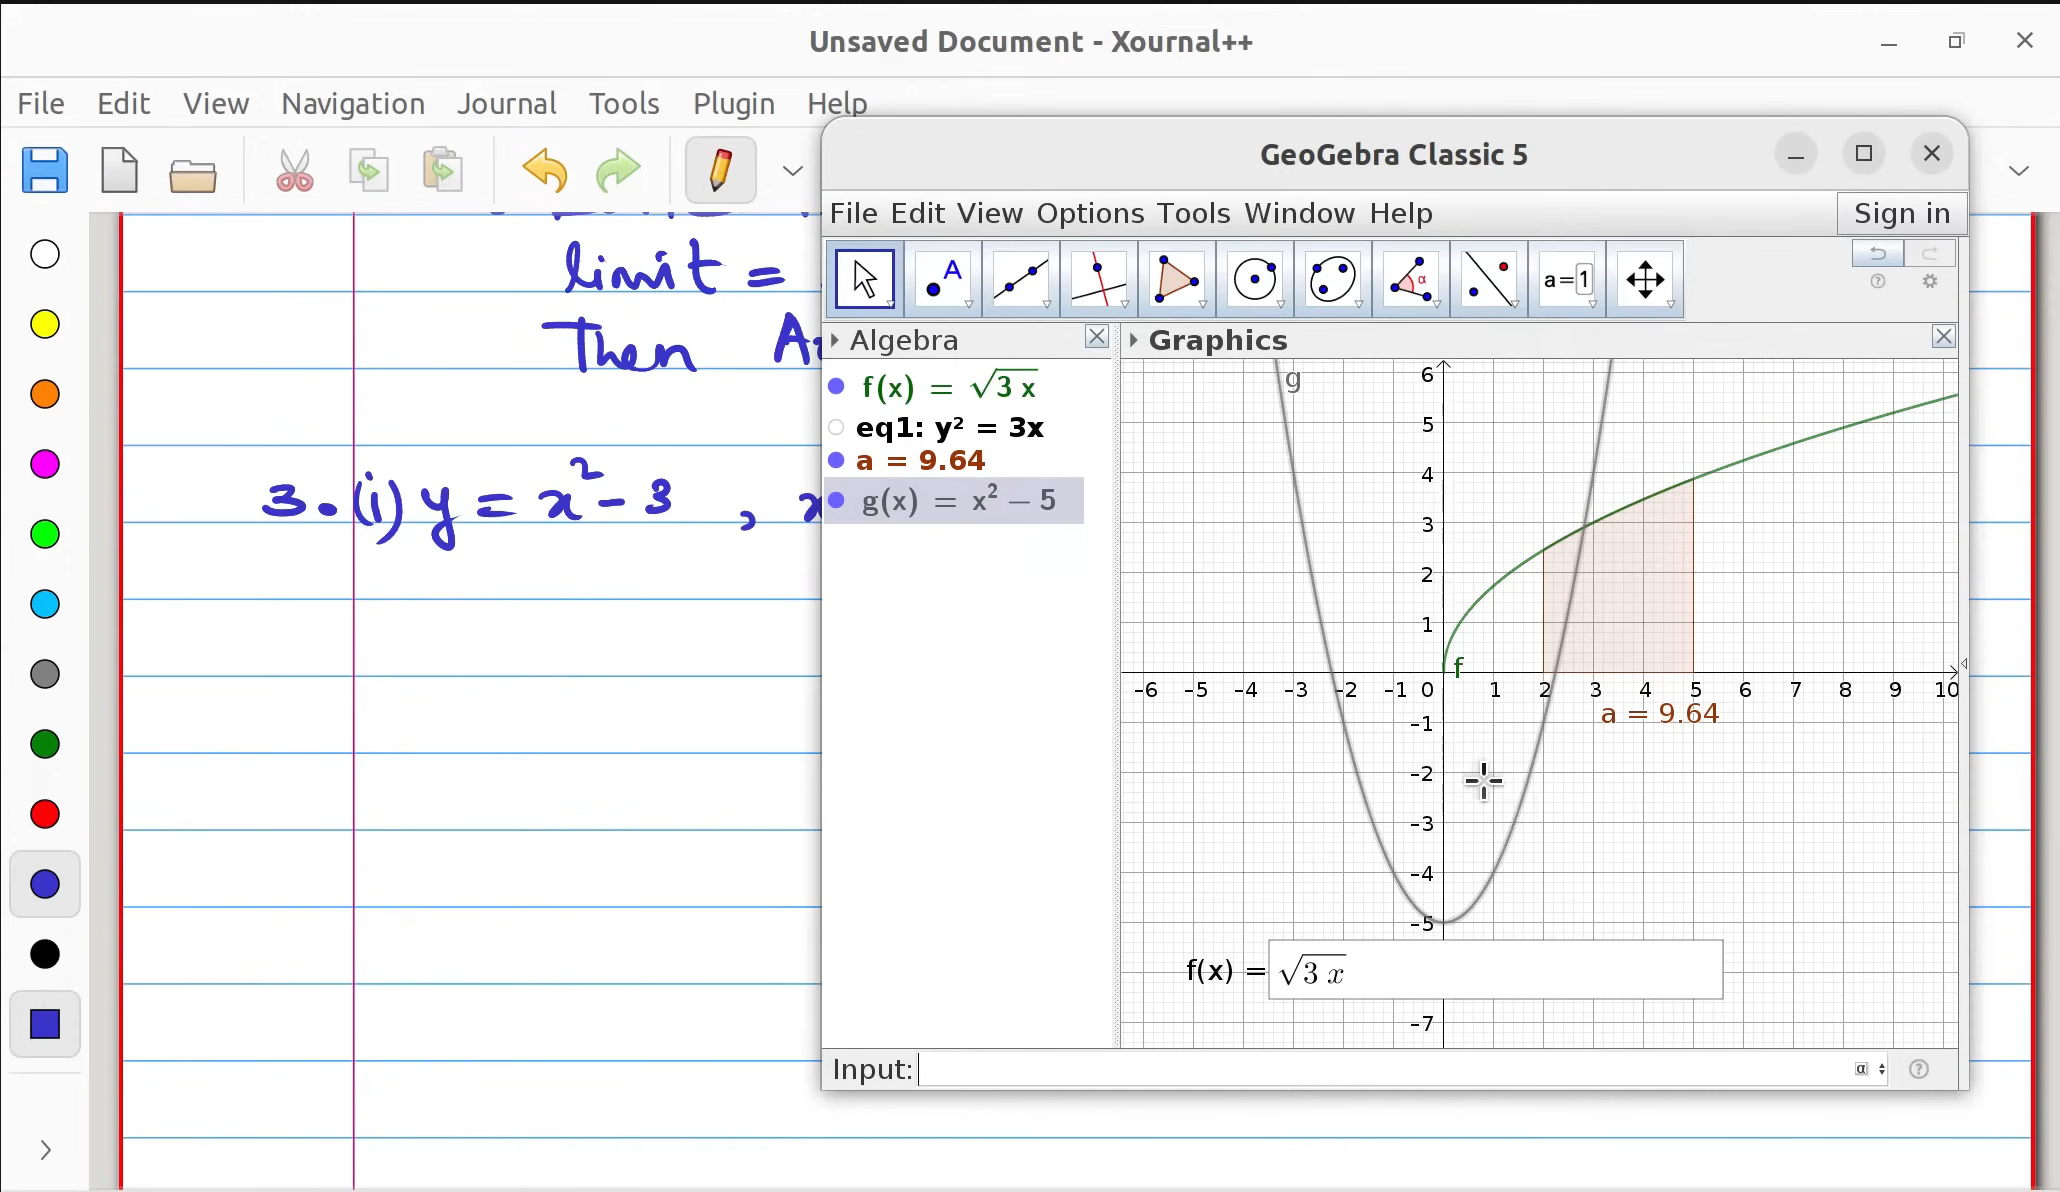 Unsaved Document - Xournal++
File Edit View Navigation Journal Tools Plugin Help
GeoGebra Classic 5
File Edit View Options Tools Window Help
Sign in
A
α
a=1
limit =
Then
3. (i) y = x² - 3 ,
Algebra
f(x) = √3 x
eq1: y² = 3x
a = 9.64
g(x) = x² − 5
Graphics
g
6
5
4
3
2
1
f
-6 -5 -4 -3 -2 -1 0 1 2 3 4 5 6 7 8 9 10
a = 9.64
-1
-2
-3
-4
-5
f(x) = √3 x
-7
Input:
α